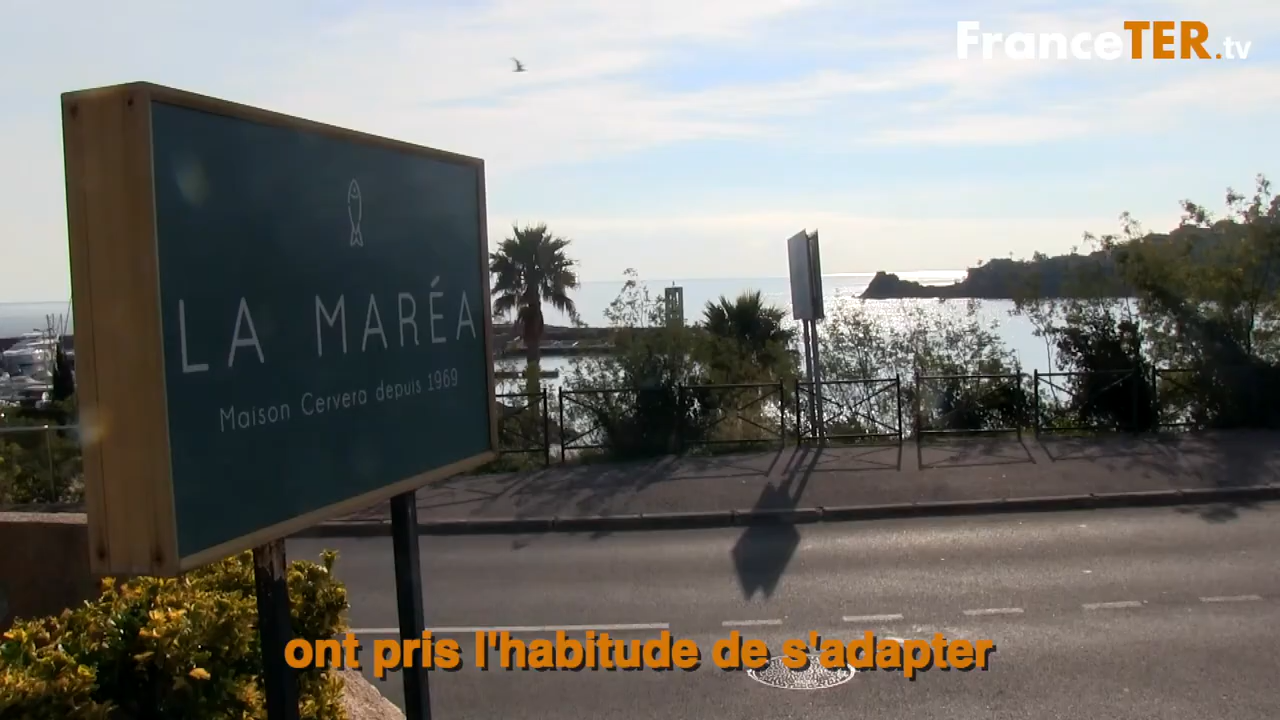 FranceTER.tv
LA MARÉA
Maison Cervera depuis 1969
ont pris l'habitude de s'adapter